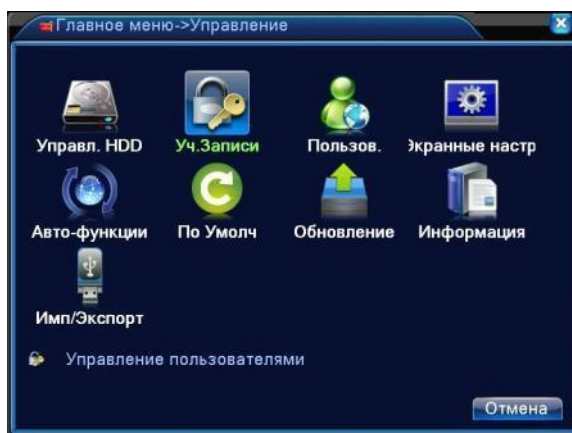 Главное меню->Управление
Управл. HDD Уч.Записи Пользов. Экранные настр
Авто-функции По Умолч Обновление Информация
Имп/Экспорт
Управление пользователями
Отмена